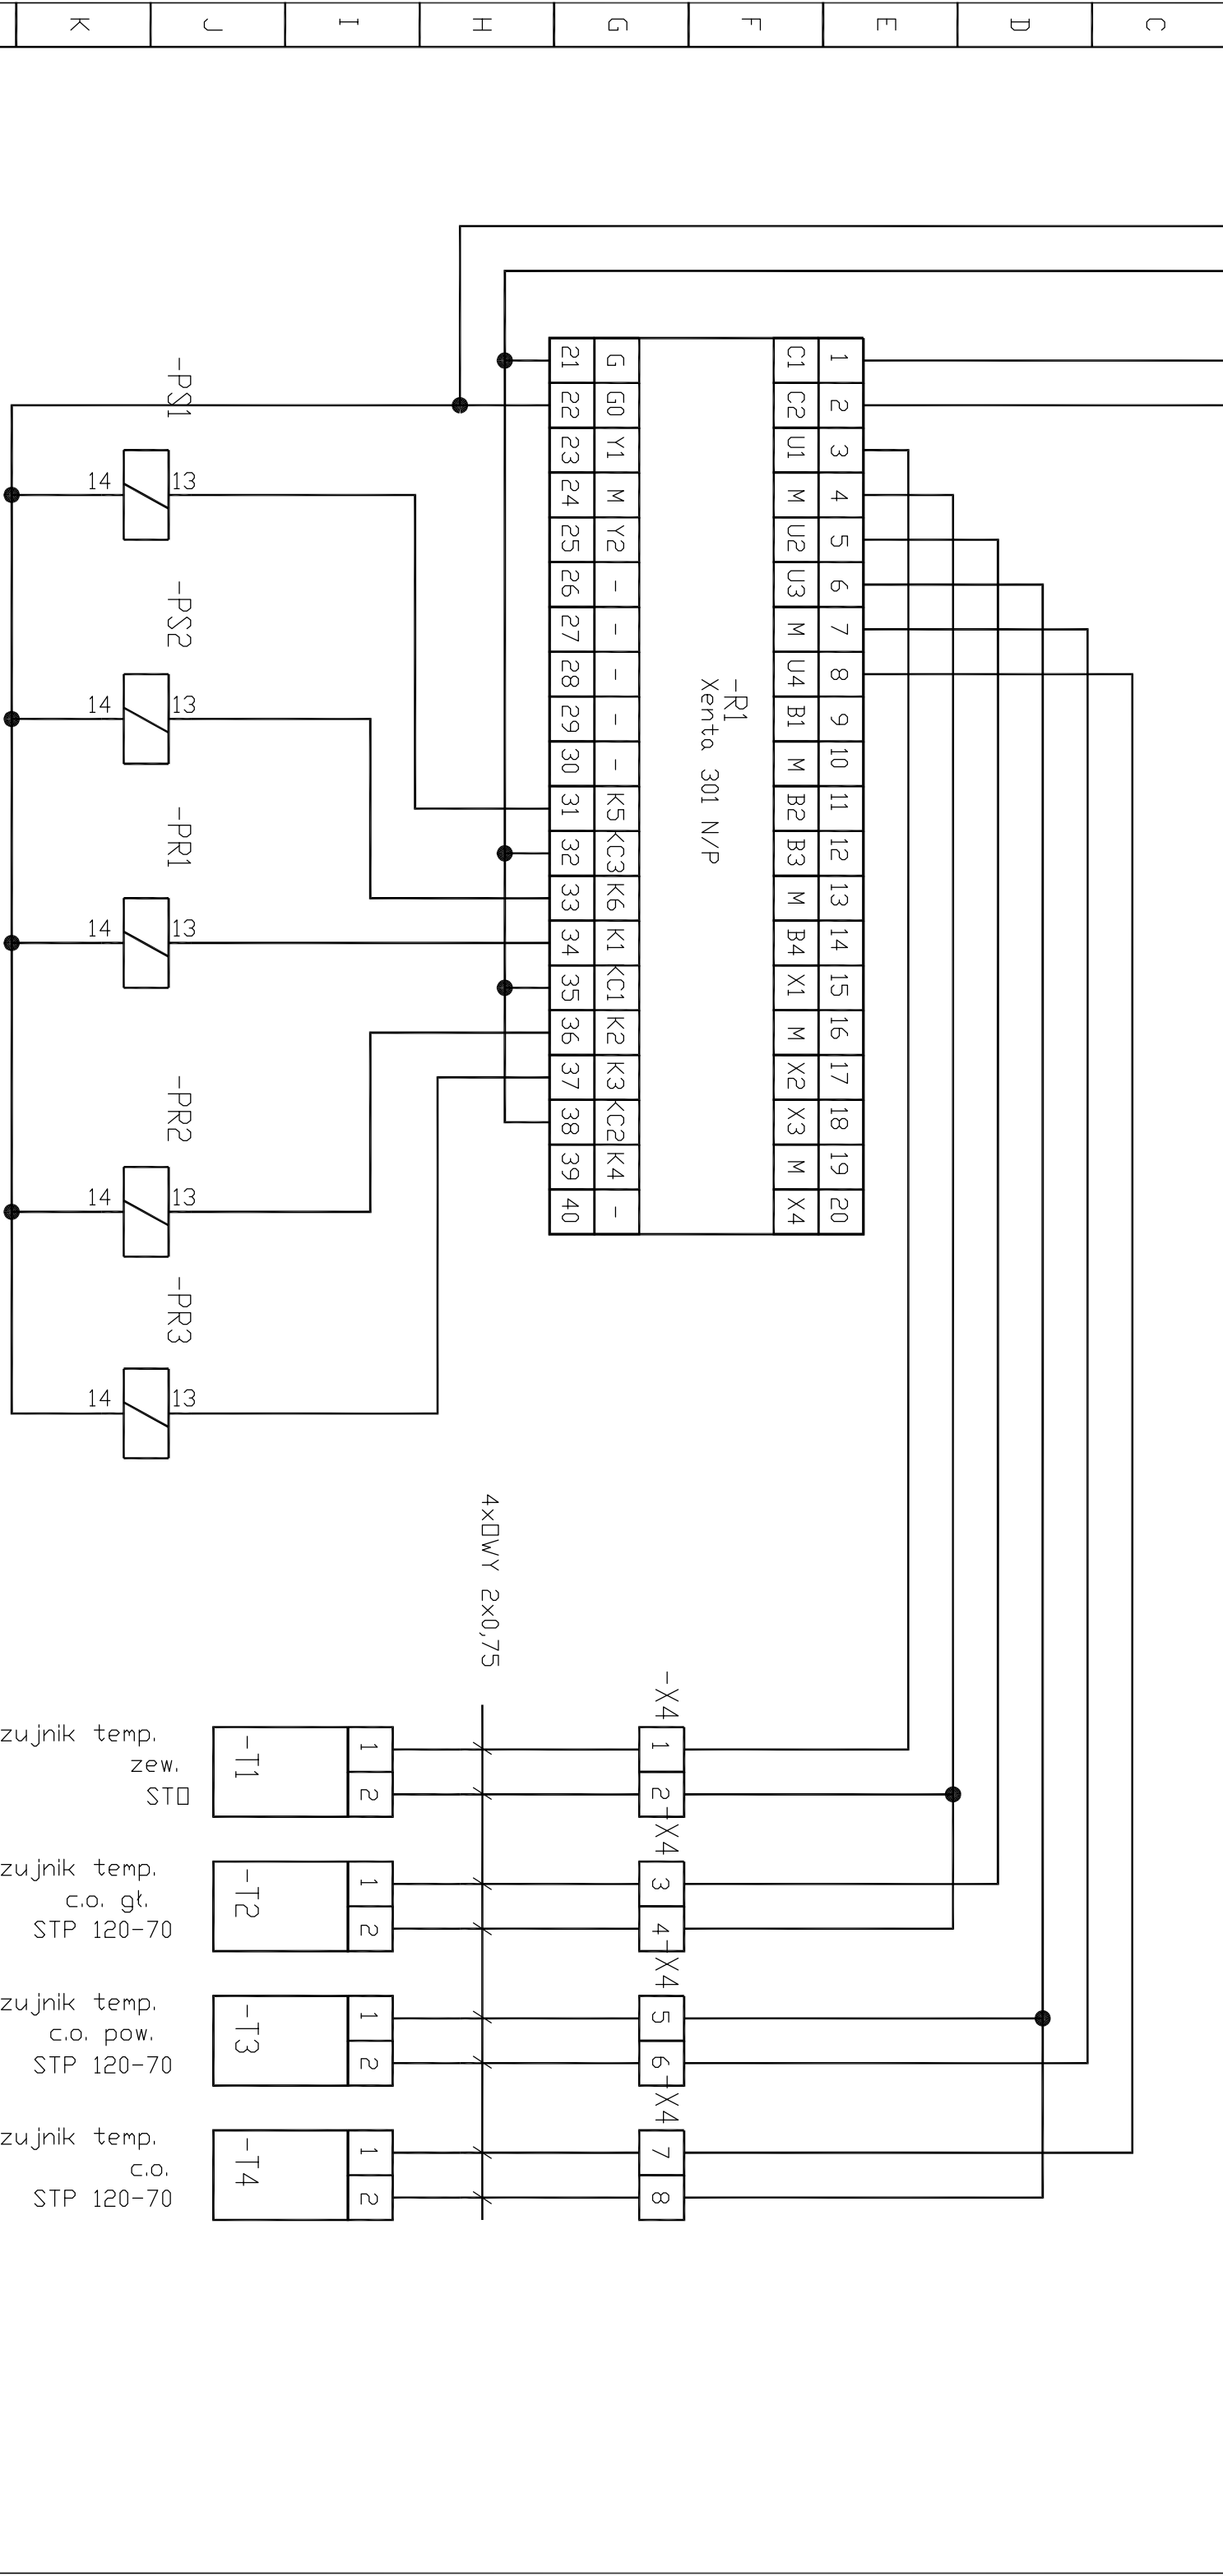 K J I H G F E D C
-R1
Xenta 301 N/P
1 2 3 4 5 6 7 8 9 10 11 12 13 14 15 16 17 18 19 20
C1 C2 U1 M U2 U3 M U4 B1 M B2 B3 M B4 X1 M X2 X3 M X4
G G0 Y1 M Y2 - - - - - K5 KC3 K6 K1 KC1 K2 K3 KC2 K4 -
21 22 23 24 25 26 27 28 29 30 31 32 33 34 35 36 37 38 39 40
-PS1
14 13
-PS2
14 13
-PR1
14 13
-PR2
14 13
-PR3
14 13
4xOWY 2x0,75
-X4
1 2
-X4
3 4
-X4
5 6
-X4
7 8
zujnik temp.
zew.
STO
-T1
1 2
zujnik temp.
c.o. gł.
STP 120-70
-T2
1 2
zujnik temp.
c.o. pow.
STP 120-70
-T3
1 2
zujnik temp.
c.o.
STP 120-70
-T4
1 2